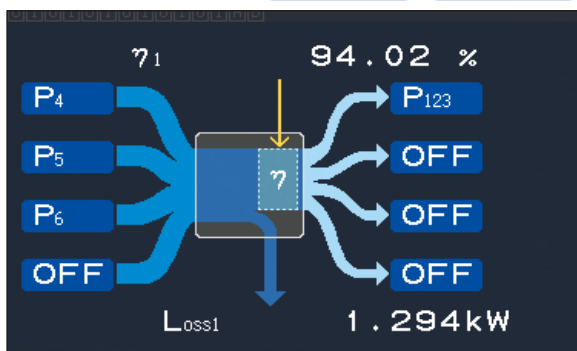 η1 94.02 %
P4 P123
P5 OFF
η
P6 OFF
OFF OFF
Loss1 1.294kW